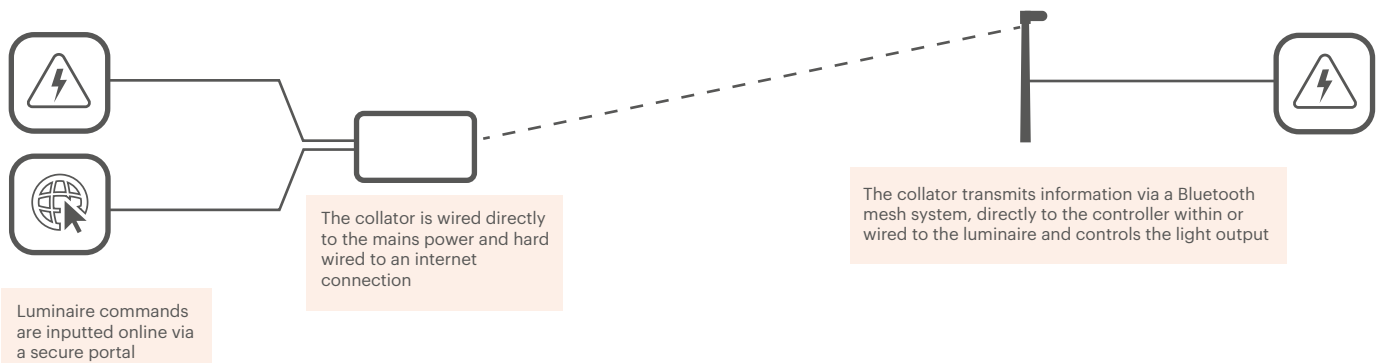 The collator is wired directly
to the mains power and hard
wired to an internet
connection
The collator transmits information via a Bluetooth
mesh system, directly to the controller within or
wired to the luminaire and controls the light output
Luminaire commands
are inputted online via
a secure portal